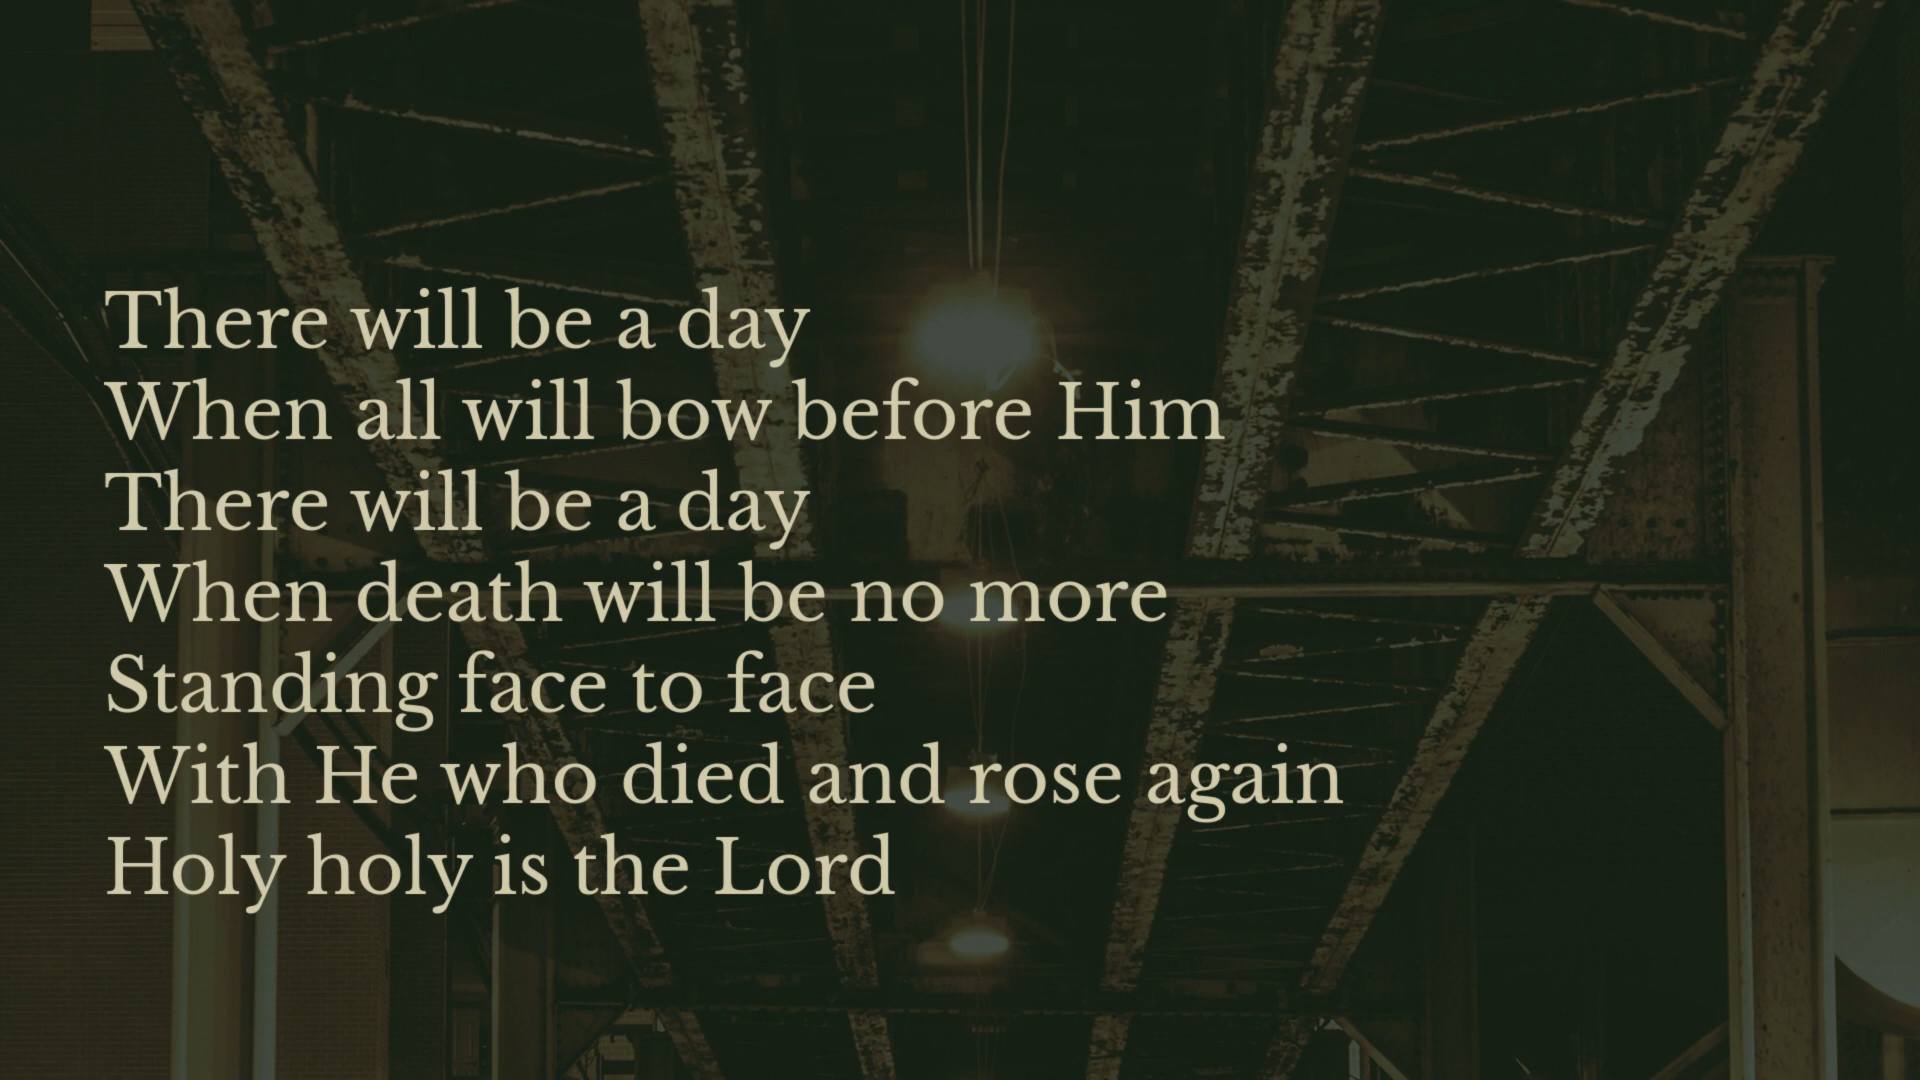 There will be a day
When all will bow before Him
There will be a day
When death will be no more
Standing face to face
With He who died and rose again
Holy holy is the Lord